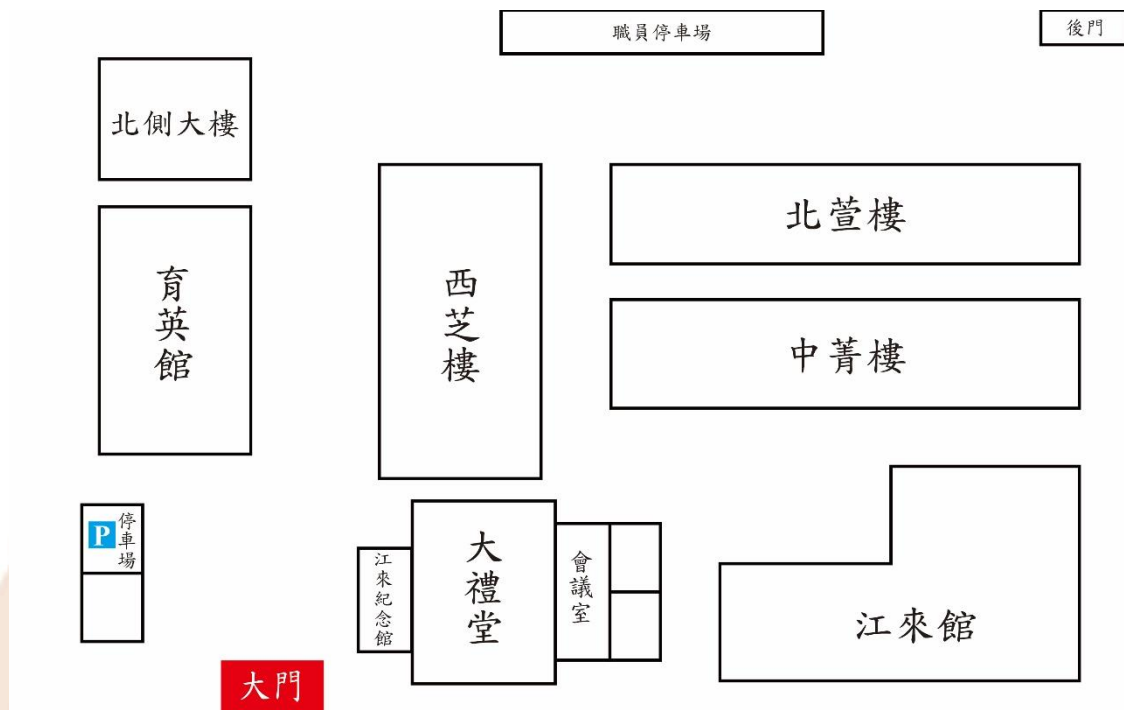 職員停車場
後門
北側大樓
北萱樓
育英館
西芝樓
中菁樓
P 停車場
江來紀念館
大禮堂
會議室
江來館
大門